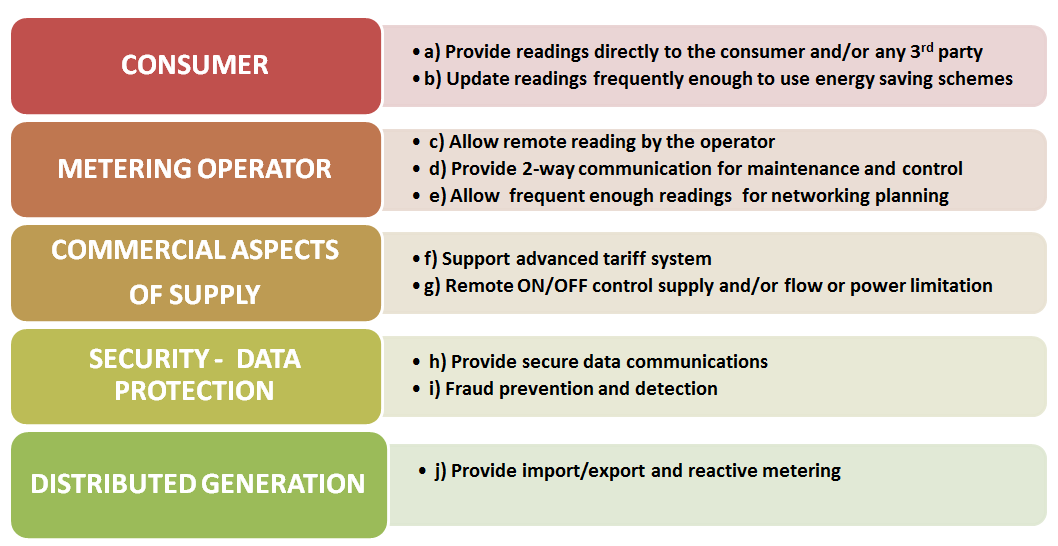 CONSUMER
• a) Provide readings directly to the consumer and/or any 3rd party
• b) Update readings frequently enough to use energy saving schemes
METERING OPERATOR
• c) Allow remote reading by the operator
• d) Provide 2-way communication for maintenance and control
• e) Allow frequent enough readings for networking planning
COMMERCIAL ASPECTS
OF SUPPLY
• f) Support advanced tariff system
• g) Remote ON/OFF control supply and/or flow or power limitation
SECURITY - DATA
PROTECTION
• h) Provide secure data communications
• i) Fraud prevention and detection
DISTRIBUTED GENERATION
• j) Provide import/export and reactive metering